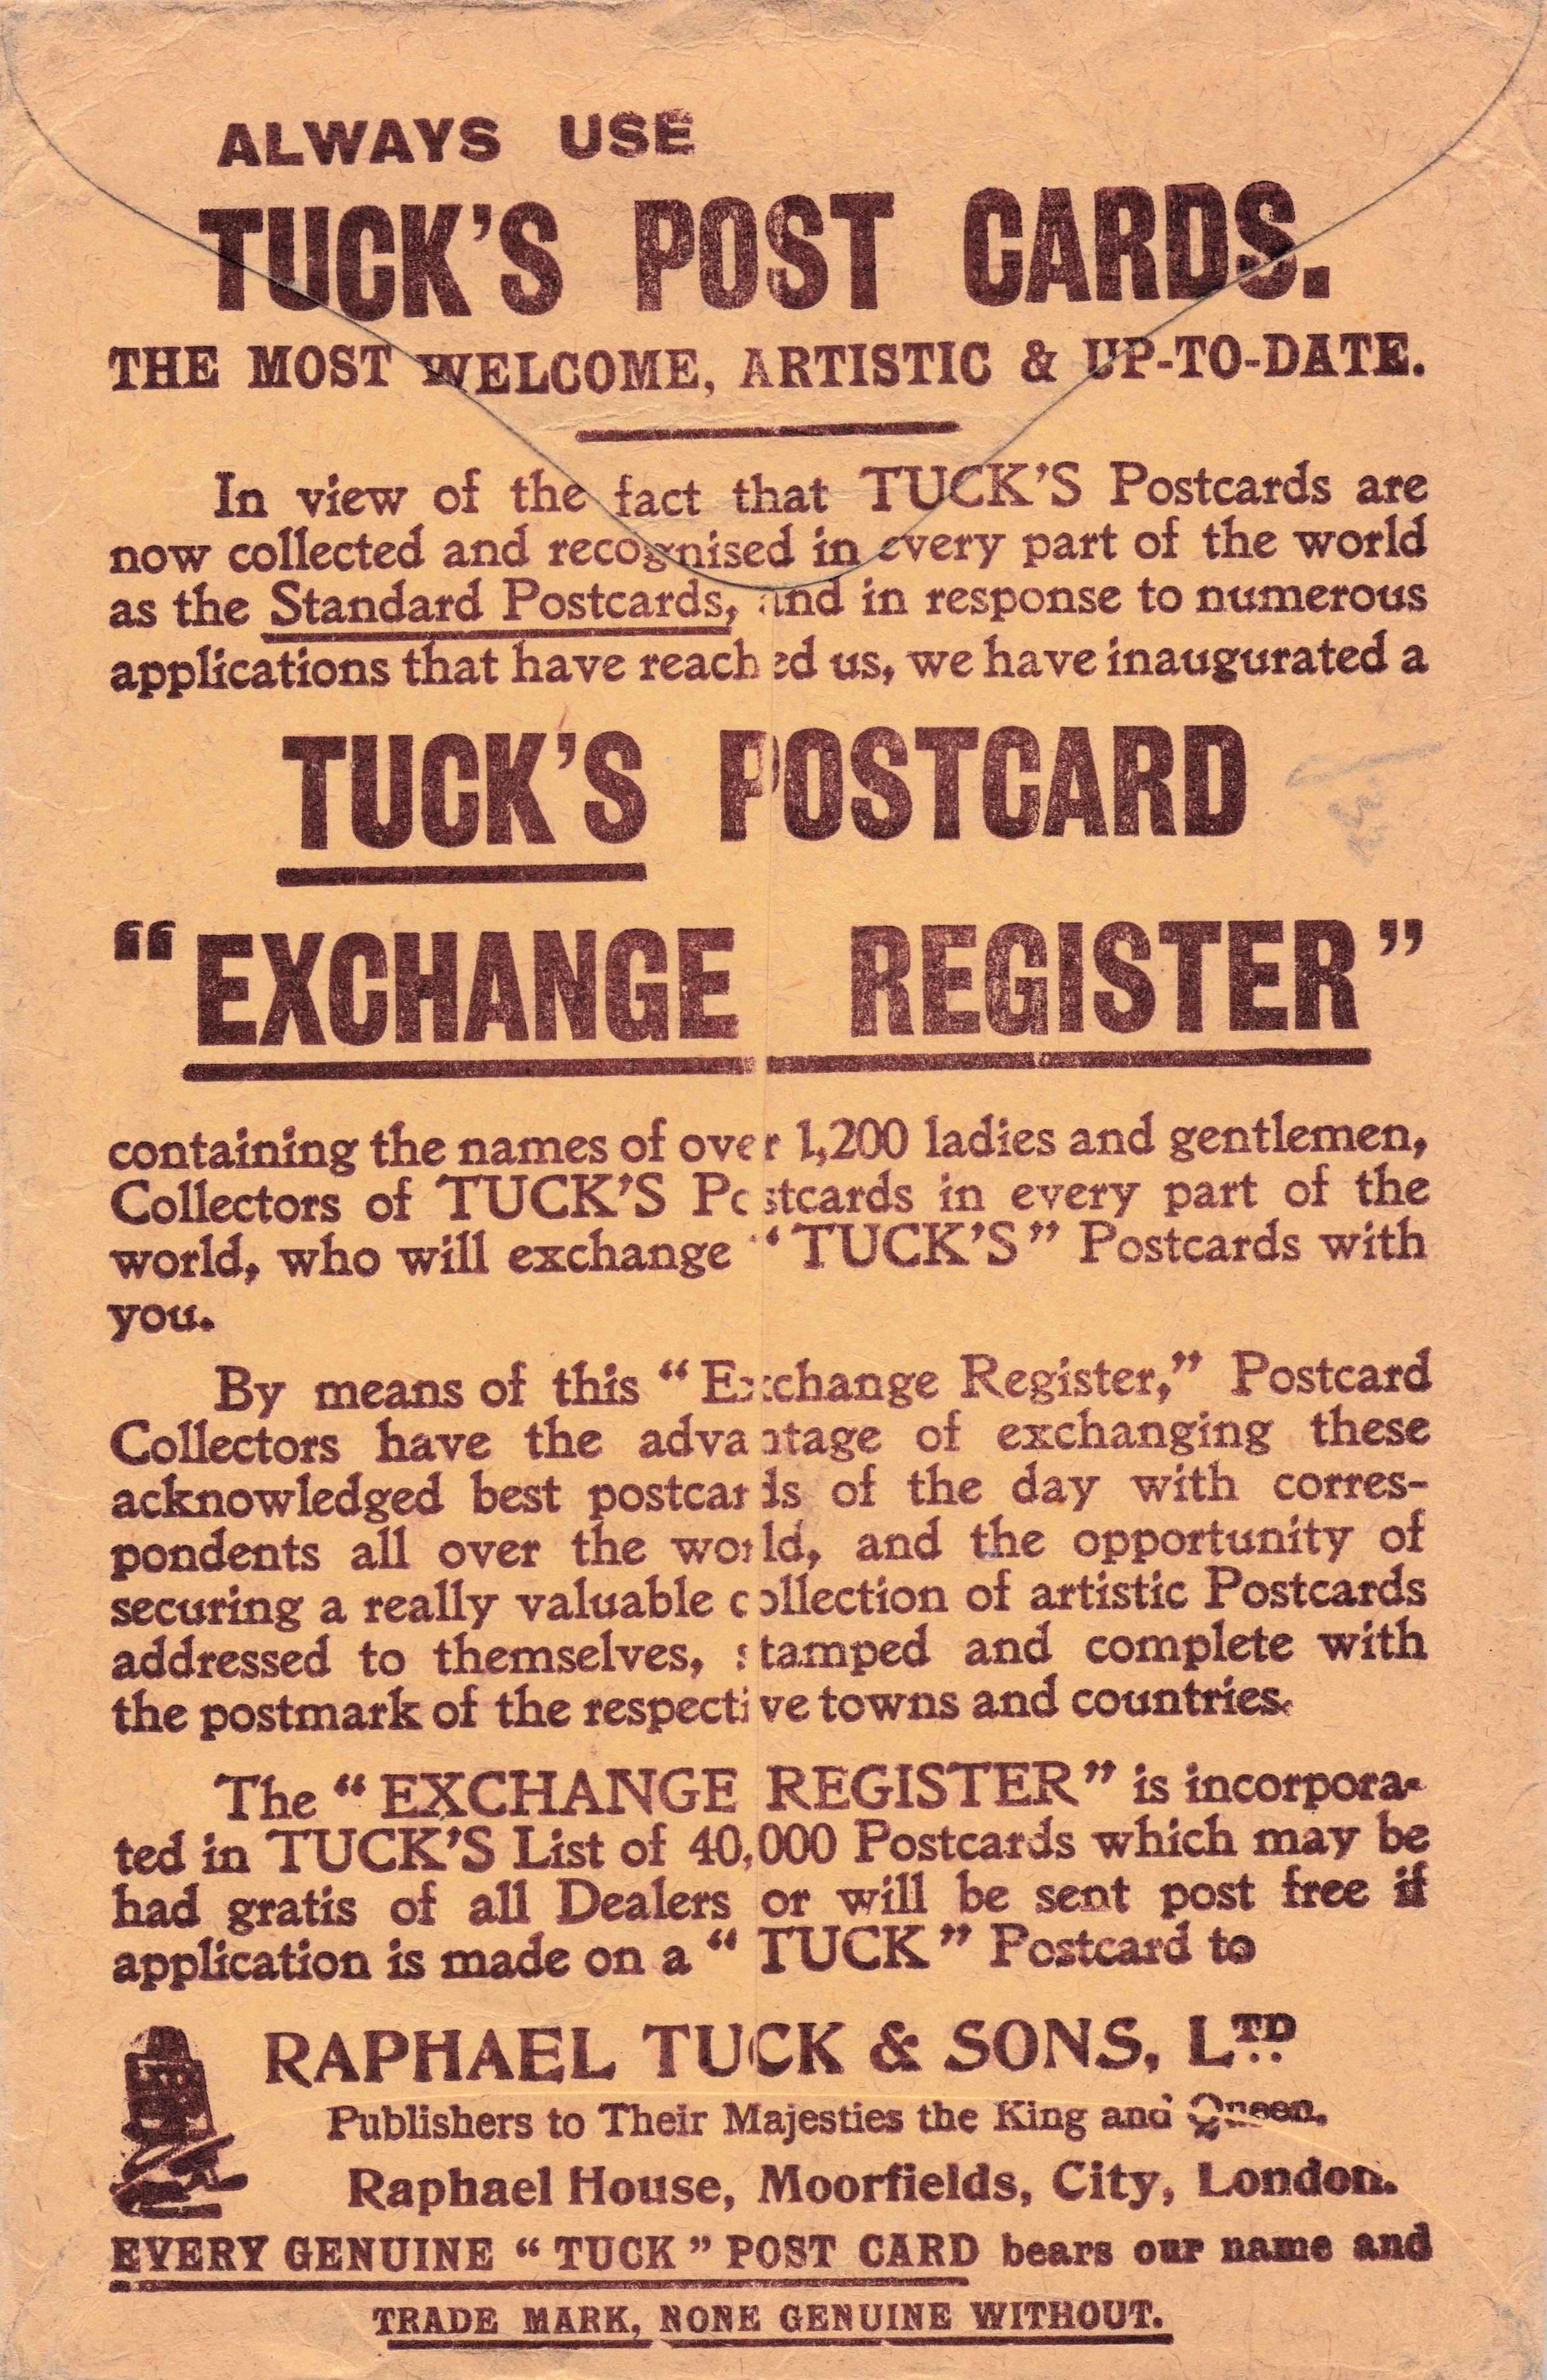 ALWAYS USE
TUCK'S POST CARDS.
THE MOST WELCOME, ARTISTIC & UP-TO-DATE.
In view of the fact that TUCK'S Postcards are
now collected and recognised in every part of the world
as the Standard Postcards, and in response to numerous
applications that have reached us, we have inaugurated a
TUCK'S POSTCARD
“EXCHANGE REGISTER”
containing the names of over 1,200 ladies and gentlemen,
Collectors of TUCK'S Postcards in every part of the
world, who will exchange “TUCK'S” Postcards with
you.
By means of this “Exchange Register,” Postcard
Collectors have the advantage of exchanging these
acknowledged best postcards of the day with corres-
pondents all over the world, and the opportunity of
securing a really valuable collection of artistic Postcards
addressed to themselves, stamped and complete with
the postmark of the respective towns and countries.
The “EXCHANGE REGISTER” is incorpora-
ted in TUCK'S List of 40,000 Postcards which may be
had gratis of all Dealers or will be sent post free if
application is made on a “TUCK” Postcard to
RAPHAEL TUCK & SONS, LTD.
Publishers to Their Majesties the King and Queen.
Raphael House, Moorfields, City, London.
EVERY GENUINE “TUCK” POST CARD bears our name and
TRADE MARK, NONE GENUINE WITHOUT.